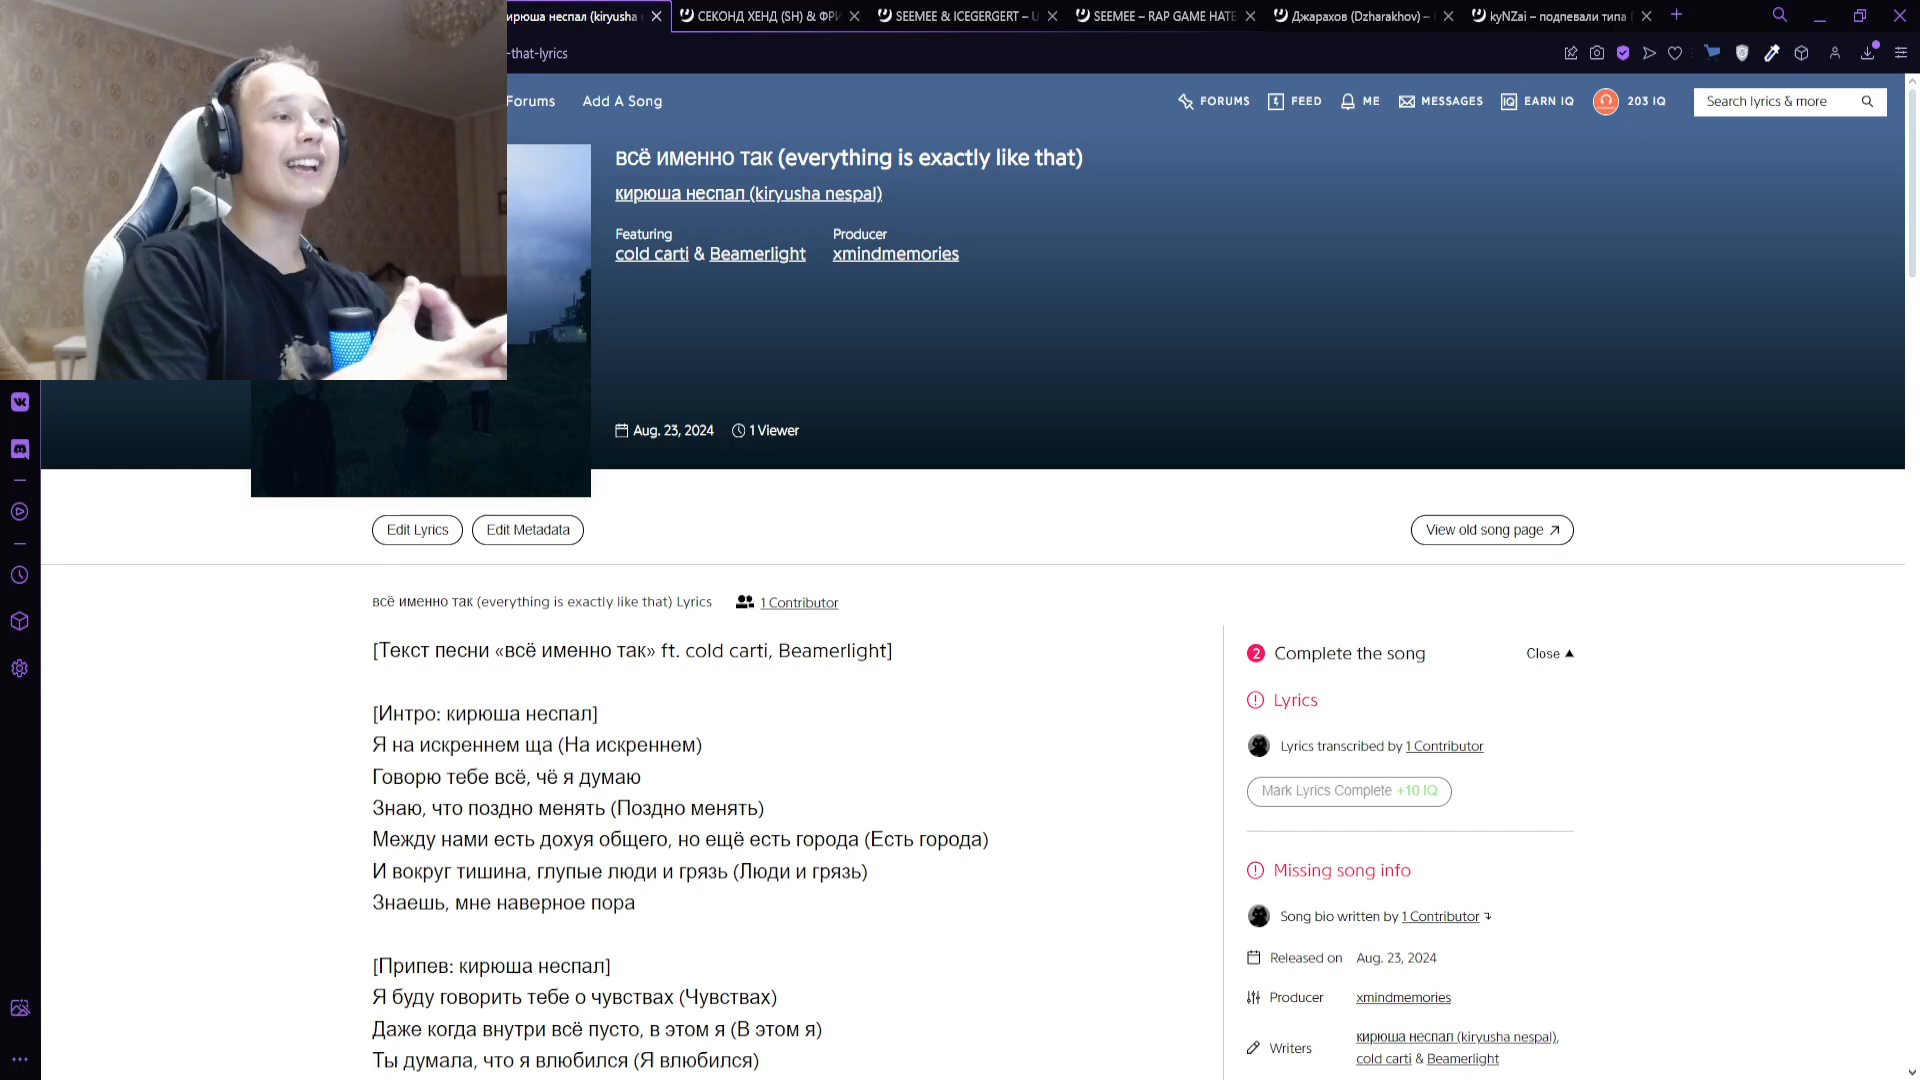 ирюша неспал (kiryusha
СЕКОНД ХЕНД (SH) & ФРИ
SEEMEE & ICEGERGERT – U
SEEMEE – RAP GAME HATE
Джарахов (Dzharakhov) –
kyNZai – подпевали типа
-that-lyrics
Forums
Add A Song
FORUMS
FEED
ME
MESSAGES
EARN IQ
203 IQ
Search lyrics & more
всё именно так (everything is exactly like that)
кирюша неспал (kiryusha nespal)
Featuring
Producer
cold carti & Beamerlight
xmindmemories
Aug. 23, 2024
1 Viewer
Edit Lyrics
Edit Metadata
View old song page
всё именно так (everything is exactly like that) Lyrics
1 Contributor
[Текст песни «всё именно так» ft. cold carti, Beamerlight]
[Интро: кирюша неспал]
Я на искреннем ща (На искреннем)
Говорю тебе всё, чё я думаю
Знаю, что поздно менять (Поздно менять)
Между нами есть дохуя общего, но ещё есть города (Есть города)
И вокруг тишина, глупые люди и грязь (Люди и грязь)
Знаешь, мне наверное пора
[Припев: кирюша неспал]
Я буду говорить тебе о чувствах (Чувствах)
Даже когда внутри всё пусто, в этом я (В этом я)
Ты думала, что я влюбился (Я влюбился)
2 Complete the song
Close
Lyrics
Lyrics transcribed by 1 Contributor
Mark Lyrics Complete +10 IQ
Missing song info
Song bio written by 1 Contributor
Released on Aug. 23, 2024
Producer xmindmemories
Writers кирюша неспал (kiryusha nespal),
cold carti & Beamerlight